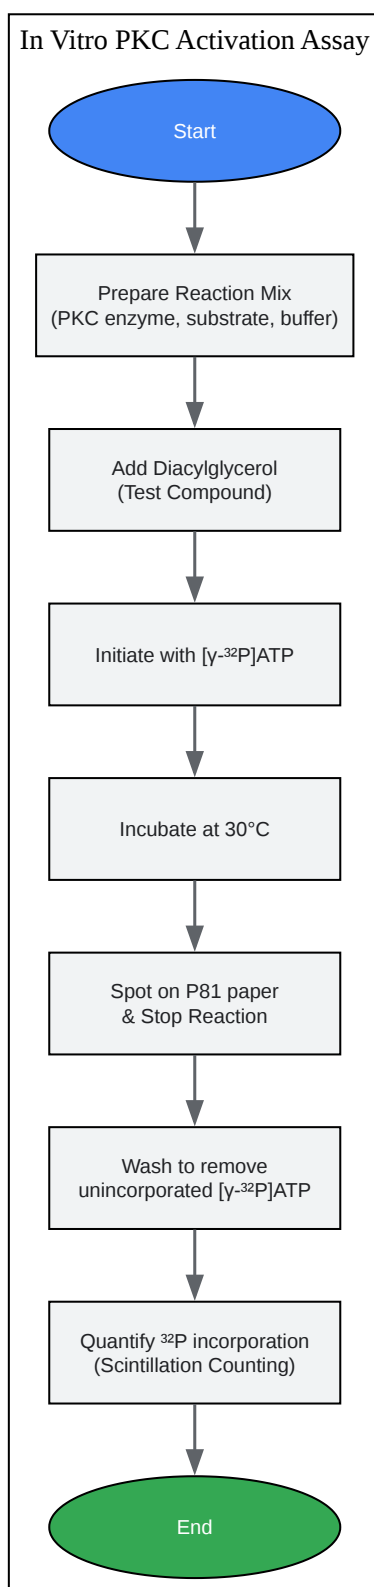 In Vitro PKC Activation Assay
Start
Prepare Reaction Mix
(PKC enzyme, substrate, buffer)
Add Diacylglycerol
(Test Compound)
Initiate with [γ-³²P]ATP
Incubate at 30°C
Spot on P81 paper
& Stop Reaction
Wash to remove
unincorporated [γ-³²P]ATP
Quantify ³²P incorporation
(Scintillation Counting)
End